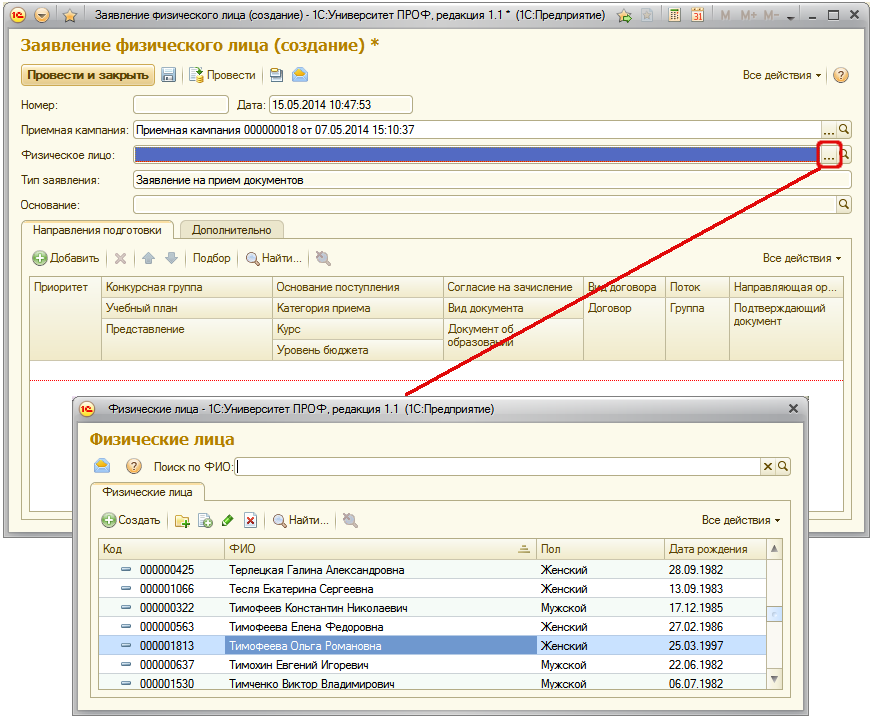 Заявление физического лица (создание) - 1С:Университет ПРОФ, редакция 1.1 * (1С:Предприятие)
M M+ M-
Заявление физического лица (создание) *
Провести и закрыть Провести Все действия
Номер: Дата: 15.05.2014 10:47:53
Приемная кампания: Приемная кампания 000000018 от 07.05.2014 15:10:37 ...
Физическое лицо: ...
Тип заявления: Заявление на прием документов
Основание:
Направления подготовки Дополнительно
Добавить Подбор Найти... Все действия
Приоритет Конкурсная группа Основание поступления Согласие на зачисление Вид договора Поток Направляющая ор...
Учебный план Категория приема Вид документа Договор Группа Подтверждающий документ
Представление Курс Документ об образовании
Уровень бюджета
Физические лица - 1С:Университет ПРОФ, редакция 1.1 (1С:Предприятие)
Физические лица
Поиск по ФИО:
Физические лица
Создать Найти... Все действия
Код ФИО Пол Дата рождения
000000425 Терлецкая Галина Александровна Женский 28.09.1982
000001066 Тесля Екатерина Сергеевна Женский 13.09.1983
000000322 Тимофеев Константин Николаевич Мужской 17.12.1985
000000563 Тимофеева Елена Федоровна Женский 27.02.1986
000001813 Тимофеева Ольга Романовна Женский 25.03.1997
000000637 Тимохин Евгений Игоревич Мужской 22.06.1982
000001530 Тимченко Виктор Владимирович Мужской 06.07.1982